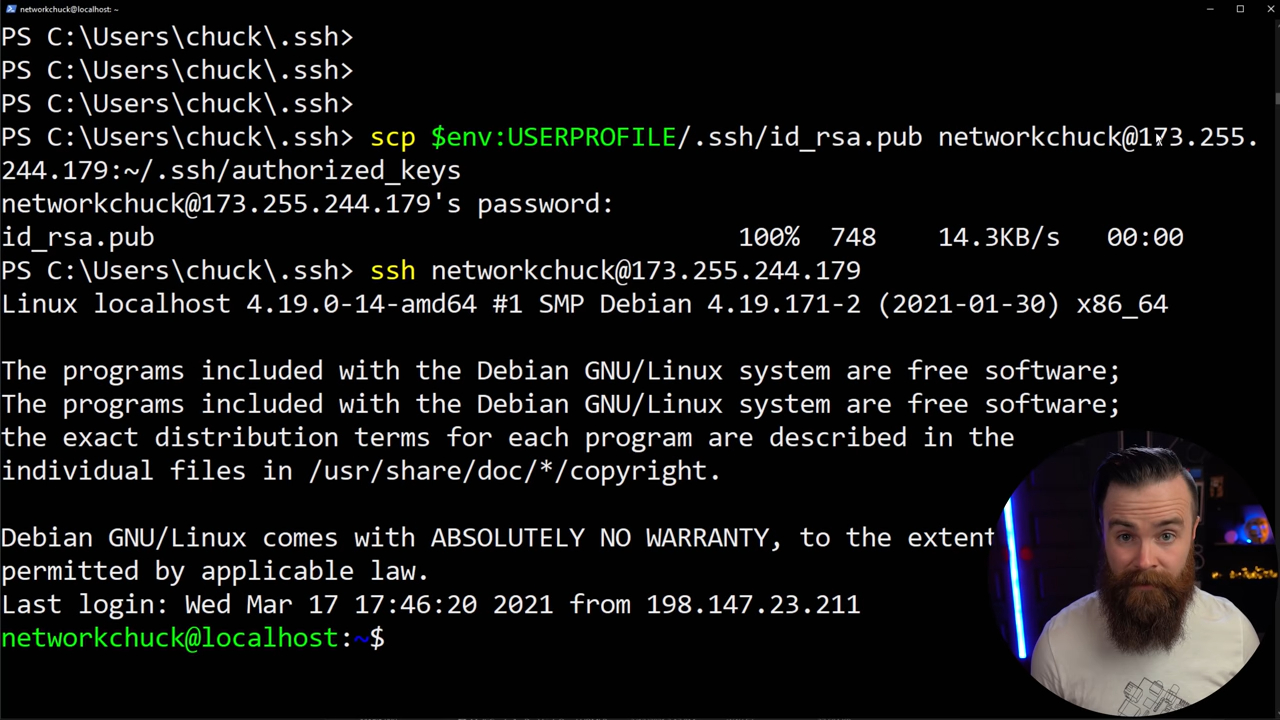 networkchuck@localhost: ~
PS C:\Users\chuck\.ssh>
PS C:\Users\chuck\.ssh>
PS C:\Users\chuck\.ssh>
PS C:\Users\chuck\.ssh> scp $env:USERPROFILE/.ssh/id_rsa.pub networkchuck@173.255.
244.179:~/.ssh/authorized_keys
networkchuck@173.255.244.179's password:
id_rsa.pub 100% 748 14.3KB/s 00:00
PS C:\Users\chuck\.ssh> ssh networkchuck@173.255.244.179
Linux localhost 4.19.0-14-amd64 #1 SMP Debian 4.19.171-2 (2021-01-30) x86_64
The programs included with the Debian GNU/Linux system are free software;
The programs included with the Debian GNU/Linux system are free software;
the exact distribution terms for each program are described in the
individual files in /usr/share/doc/*/copyright.
Debian GNU/Linux comes with ABSOLUTELY NO WARRANTY, to the extent
permitted by applicable law.
Last login: Wed Mar 17 17:46:20 2021 from 198.147.23.211
networkchuck@localhost:~$